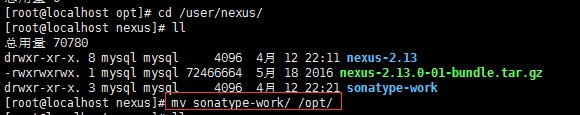 [root@localhost opt]# cd /user/nexus/
[root@localhost nexus]# ll
总用量 70780
drwxr-xr-x. 8 mysql mysql     4096 4月  12 22:11 nexus-2.13
-rwxrwxrwx. 1 mysql mysql 72466664 5月  18 2016 nexus-2.13.0-01-bundle.tar.gz
drwxr-xr-x. 3 mysql mysql     4096 4月  12 22:21 sonatype-work
[root@localhost nexus]# mv sonatype-work/ /opt/